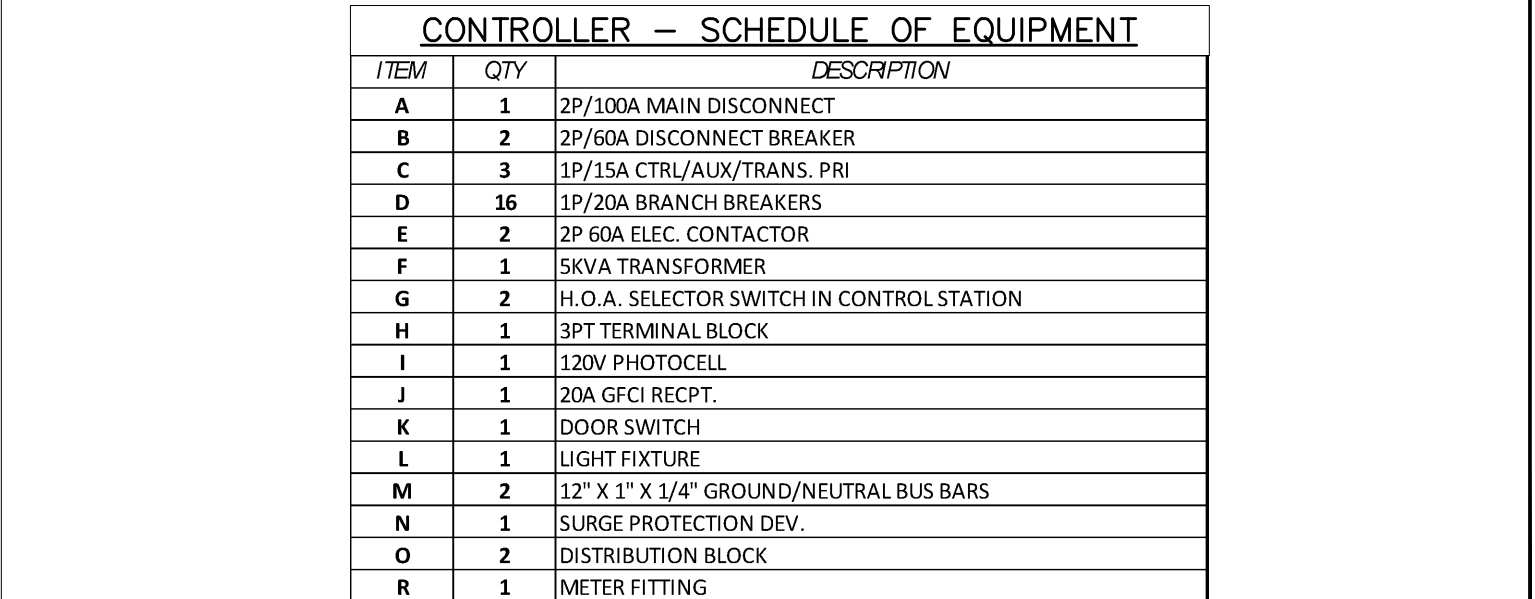 CONTROLLER – SCHEDULE OF EQUIPMENT
ITEM QTY DESCRIPTION
A 1 2P/100A MAIN DISCONNECT
B 2 2P/60A DISCONNECT BREAKER
C 3 1P/15A CTRL/AUX/TRANS. PRI
D 16 1P/20A BRANCH BREAKERS
E 2 2P 60A ELEC. CONTACTOR
F 1 5KVA TRANSFORMER
G 2 H.O.A. SELECTOR SWITCH IN CONTROL STATION
H 1 3PT TERMINAL BLOCK
I 1 120V PHOTOCELL
J 1 20A GFCI RECPT.
K 1 DOOR SWITCH
L 1 LIGHT FIXTURE
M 2 12" X 1" X 1/4" GROUND/NEUTRAL BUS BARS
N 1 SURGE PROTECTION DEV.
O 2 DISTRIBUTION BLOCK
R 1 METER FITTING